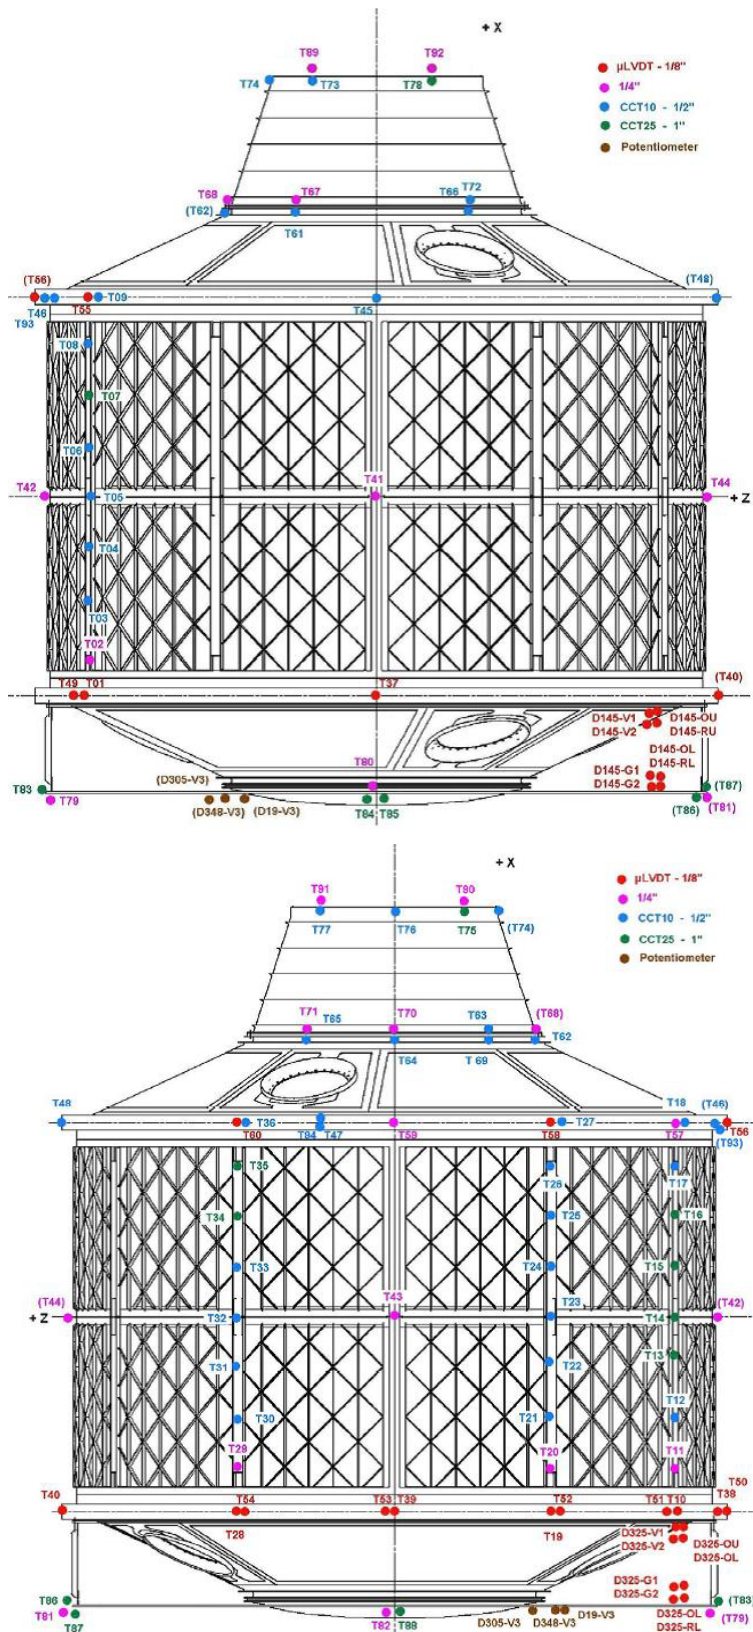 + X
T89 T92
µLVDT - 1/8"
T74 T73 T78
1/4"
CCT10 - 1/2"
CCT25 - 1"
Potentiometer
T68 T67 T66 T72
(T62) T61
(T56) (T48)
T46 T55 T09 T45
T93
T08
T07
T06
T42 T05 T41 T44
+ Z
T04
T03
T02
T49 T01 T37 (T40)
D145-V1 D145-OU
D145-V2 D145-RU
D145-OL
D145-RL
(D305-V3) T80 D145-G1
D145-G2 (T87)
T83 T79 (D348-V3) (D19-V3) T84 T85 (T86) (T81)
+ X
T91 T90
µLVDT - 1/8"
1/4"
T77 T76 T75 (T74)
CCT10 - 1/2"
CCT25 - 1"
Potentiometer
T71 T65 T70 T63 (T68)
T64 T 69 T62
T48 T18 (T46)
T36 T27 T56
T60 T94 T47 T59 T58 T57 (T93)
T35 T26 T17
T34 T25 T16
T33 T24 T15
(T44) T43 T23 (T42)
+ Z T32 T14
T31 T22 T13
T30 T21 T12
T29 T20 T11
T40 T54 T53 T39 T52 T51 T10 T50
T38
T28 T19 D325-V1 D325-OU
D325-V2 D325-OL
D325-G1
D325-G2
T86 (T83)
T81 T87 T82 T88 D305-V3 D348-V3 D19-V3 D325-OL (T79)
D325-RL